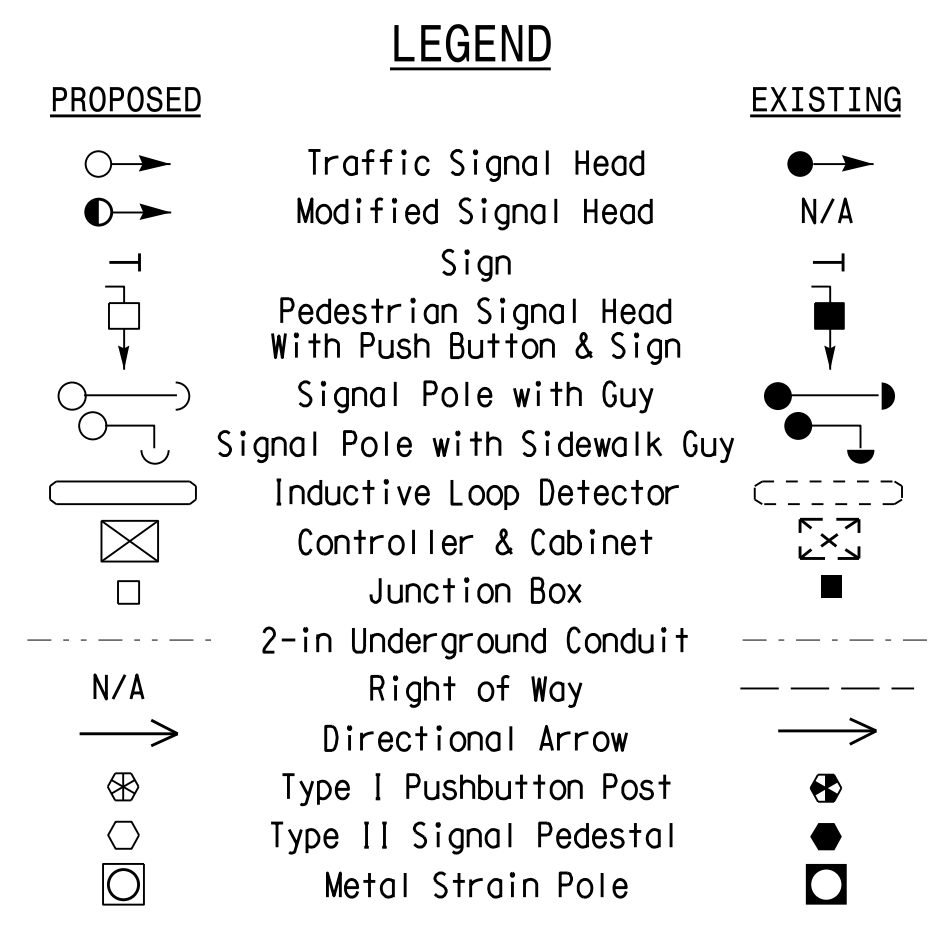 LEGEND
PROPOSED EXISTING
Traffic Signal Head
Modified Signal Head N/A
Sign
Pedestrian Signal Head
With Push Button & Sign
Signal Pole with Guy
Signal Pole with Sidewalk Guy
Inductive Loop Detector
Controller & Cabinet
Junction Box
2-in Underground Conduit
N/A Right of Way
Directional Arrow
Type I Pushbutton Post
Type II Signal Pedestal
Metal Strain Pole